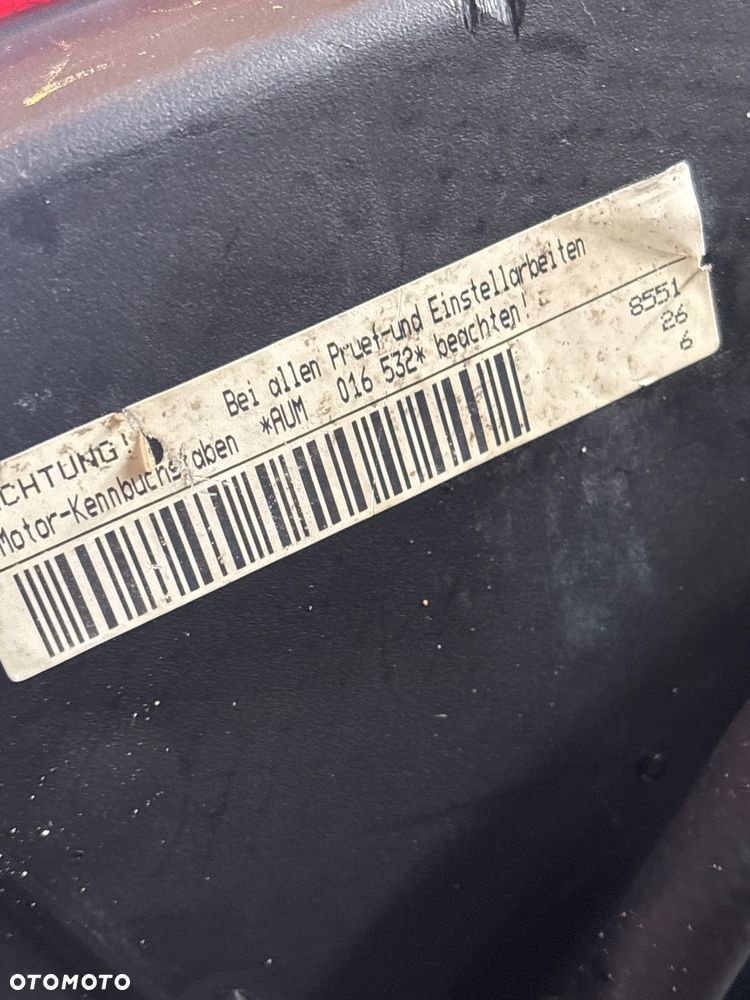 CHTUNG! Bei allen Pruef-und Einstellarbeiten
Motor-Kennbuchstaben *AUM 016 532* beachten!
8551
26
6
OTOMOTO